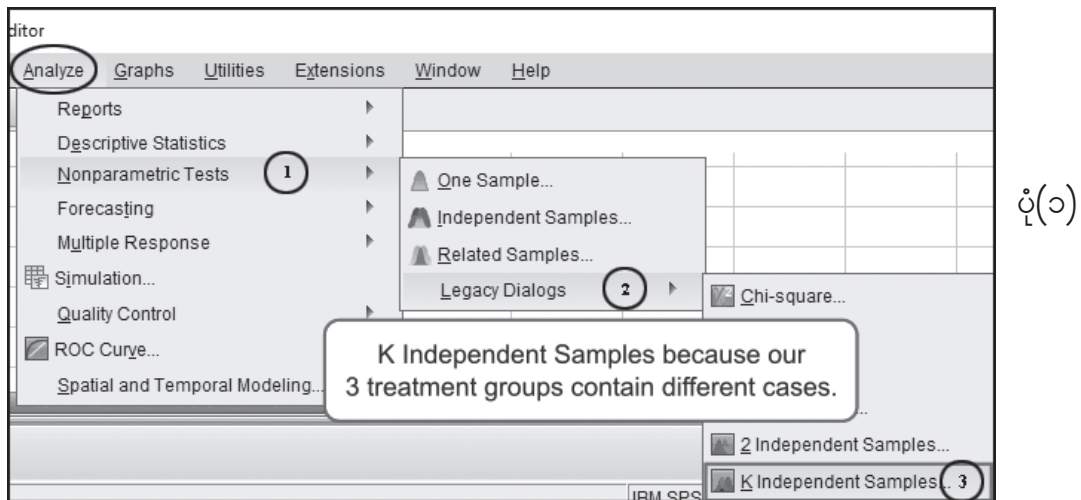 ditor
Analyze Graphs Utilities Extensions Window Help
Reports
Descriptive Statistics
Nonparametric Tests 1
Forecasting
Multiple Response
Simulation...
Quality Control
ROC Curve...
Spatial and Temporal Modeling...
One Sample...
Independent Samples...
Related Samples...
Legacy Dialogs 2
Chi-square...
K Independent Samples because our
3 treatment groups contain different cases.
2 Independent Samples...
K Independent Samples... 3
IBM SPS
ပုံ(၁)